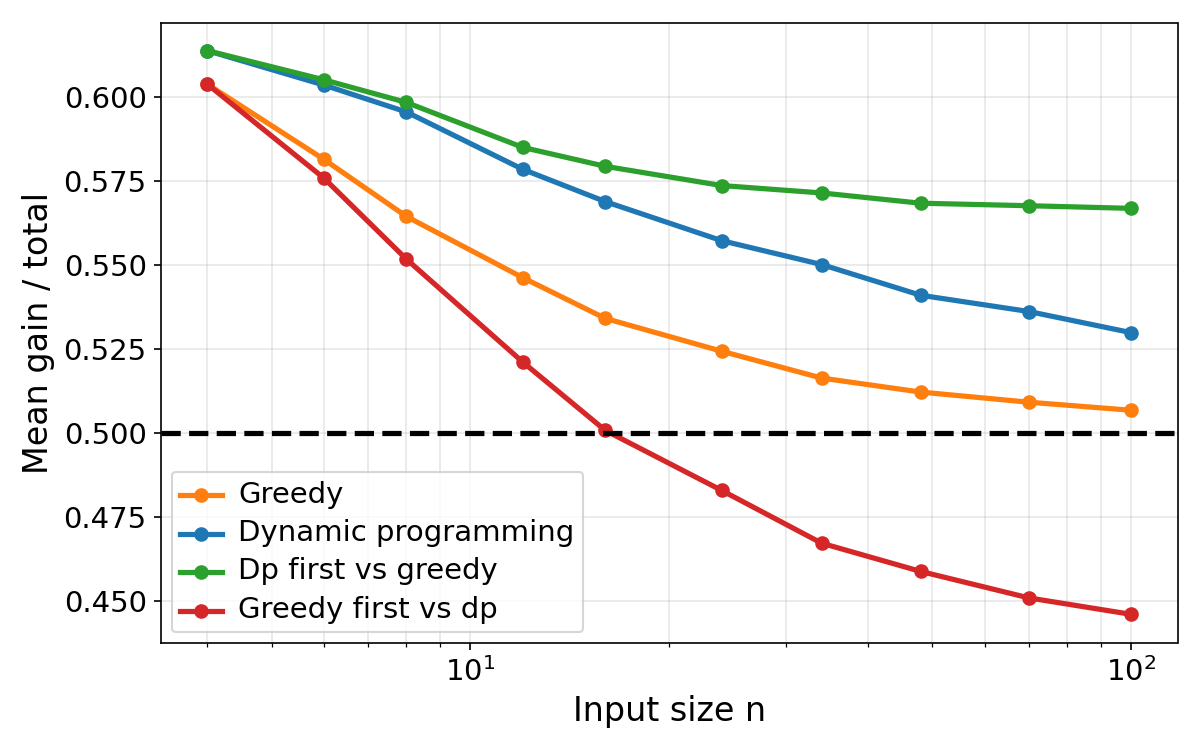 0.600
0.575
0.550
0.525
0.500
0.475
0.450
Mean gain / total
Greedy
Dynamic programming
Dp first vs greedy
Greedy first vs dp
10¹
10²
Input size n